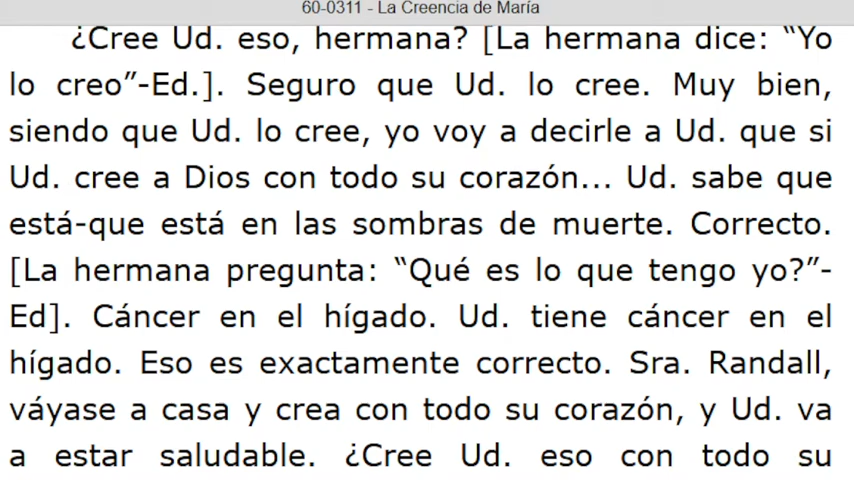 60-0311 - La Creencia de María
¿Cree Ud. eso, hermana? [La hermana dice: “Yo
lo creo”-Ed.]. Seguro que Ud. lo cree. Muy bien,
siendo que Ud. lo cree, yo voy a decirle a Ud. que si
Ud. cree a Dios con todo su corazón... Ud. sabe que
está-que está en las sombras de muerte. Correcto.
[La hermana pregunta: “Qué es lo que tengo yo?”-
Ed]. Cáncer en el hígado. Ud. tiene cáncer en el
hígado. Eso es exactamente correcto. Sra. Randall,
váyase a casa y crea con todo su corazón, y Ud. va
a estar saludable. ¿Cree Ud. eso con todo su